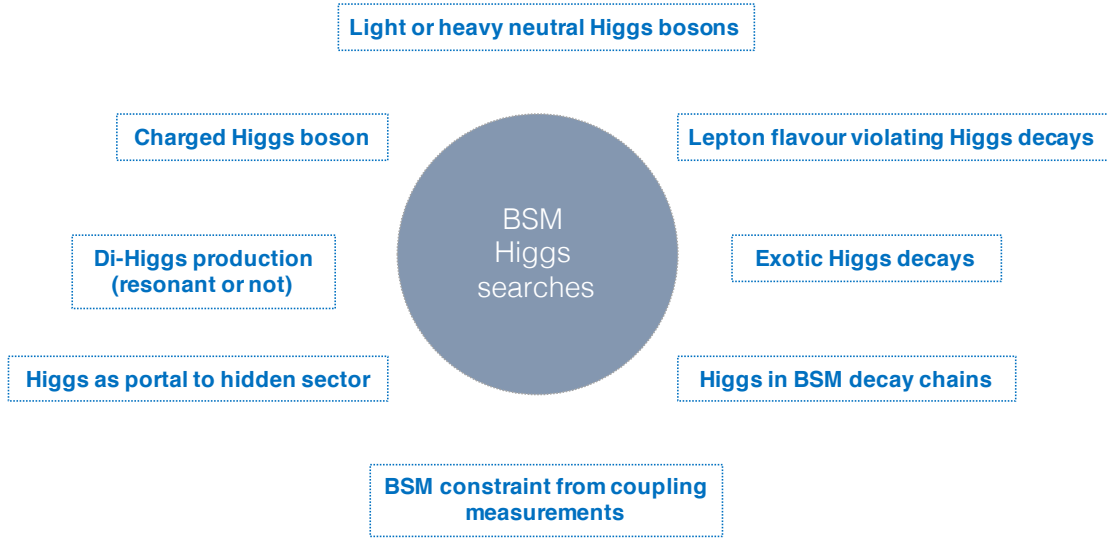 Light or heavy neutral Higgs bosons
Charged Higgs boson
Lepton flavour violating Higgs decays
BSM
Higgs
searches
Di-Higgs production
(resonant or not)
Exotic Higgs decays
Higgs as portal to hidden sector
Higgs in BSM decay chains
BSM constraint from coupling
measurements